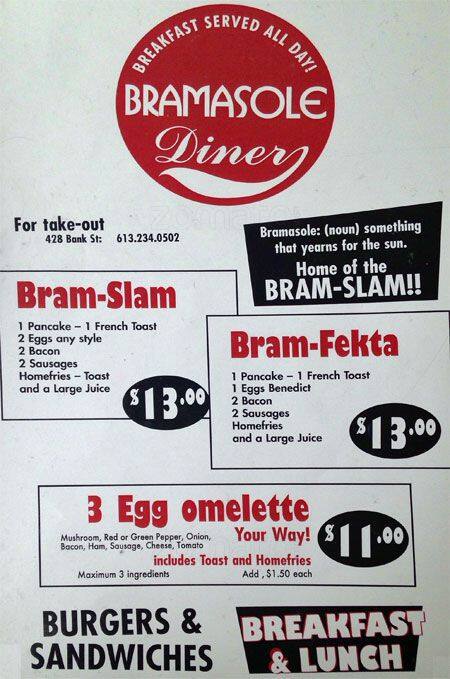 BREAKFAST SERVED ALL DAY!
BRAMASOLE
Diner
For take-out
428 Bank St: 613.234.0502
Bramasole: (noun) something
that yearns for the sun.
Home of the
BRAM-SLAM!!
Bram-Slam
1 Pancake – 1 French Toast
2 Eggs any style
2 Bacon
2 Sausages
Homefries – Toast
and a Large Juice
$13.00
Bram-Fekta
1 Pancake – 1 French Toast
1 Eggs Benedict
2 Bacon
2 Sausages
Homefries
and a Large Juice
$13.00
3 Egg omelette
Your Way!
Mushroom, Red or Green Pepper, Onion,
Bacon, Ham, Sausage, Cheese, Tomato
includes Toast and Homefries
Maximum 3 ingredients
Add , $1.50 each
$11.00
BURGERS &
SANDWICHES
BREAKFAST
& LUNCH